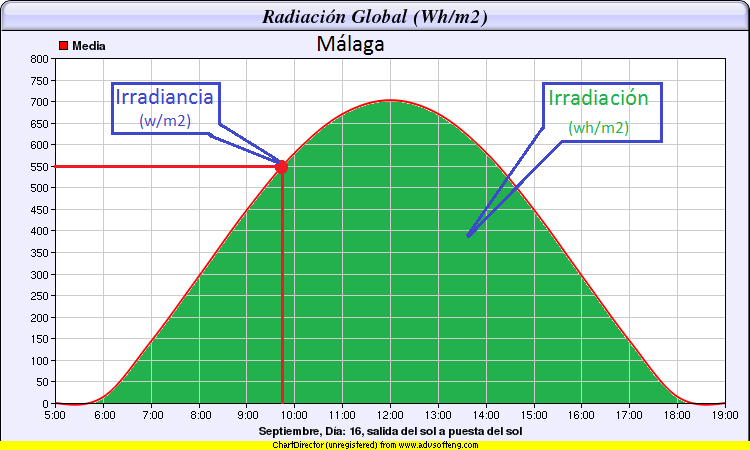 Radiación Global (Wh/m2)
Media
Málaga
800
750
700
650
600
550
500
450
400
350
300
250
200
150
100
50
0
Irradiancia
(w/m2)
Irradiación
(wh/m2)
5:00 6:00 7:00 8:00 9:00 10:00 11:00 12:00 13:00 14:00 15:00 16:00 17:00 18:00 19:00
Septiembre, Día: 16, salida del sol a puesta del sol
ChartDirector (unregistered) from www.advsofteng.com